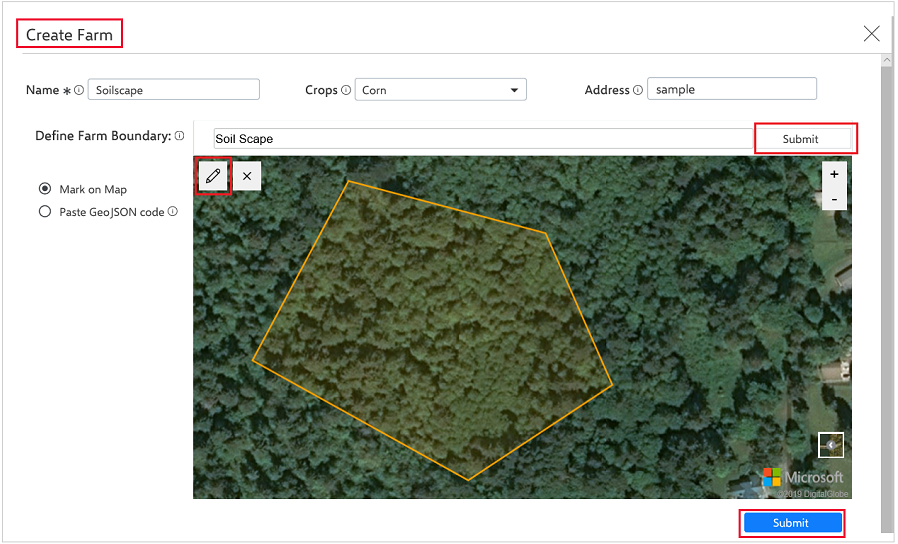 Create Farm
Name * Soilscape Crops Corn Address sample
Define Farm Boundary: Soil Scape Submit
Mark on Map
Paste GeoJSON code
+
-
Microsoft
©2019 DigitalGlobe
Submit